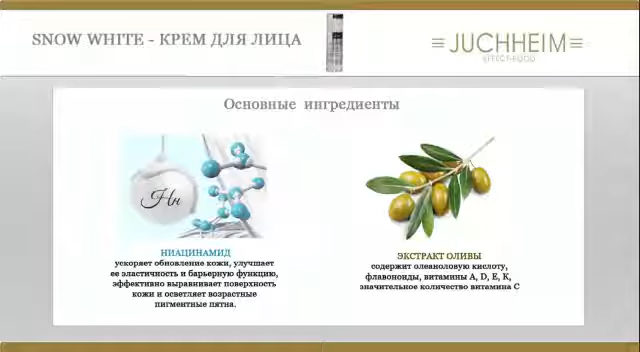 SNOW WHITE - КРЕМ ДЛЯ ЛИЦА
≡ JUCHHEIM ≡
EFFECT-FOOD
Основные ингредиенты
Нн
НИАЦИНАМИД
ускоряет обновление кожи, улучшает
ее эластичность и барьерную функцию,
эффективно выравнивает поверхность
кожи и осветляет возрастные
пигментные пятна.
ЭКСТРАКТ ОЛИВЫ
содержит олеаноловую кислоту,
флавоноиды, витамины A, D, E, K,
значительное количество витамина C